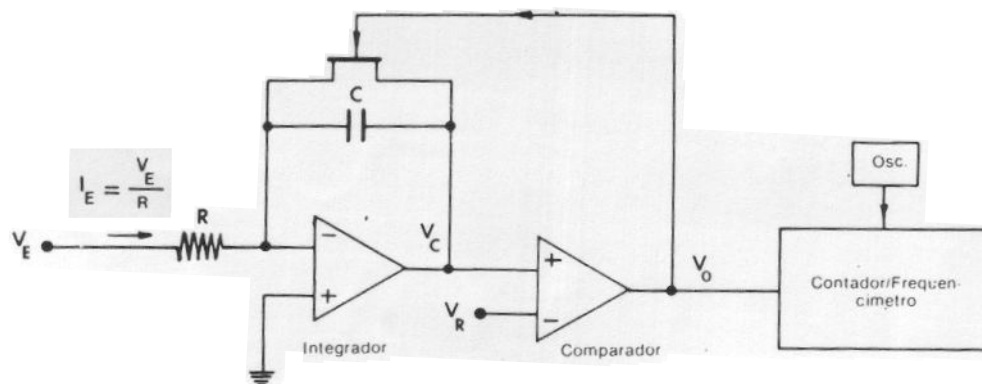 C
Osc.
I_E = V_E / R
R
V_E
−
+
V_C
V_R
+
−
V_O
Contador/Frequen-
címetro
Integrador
Comparador